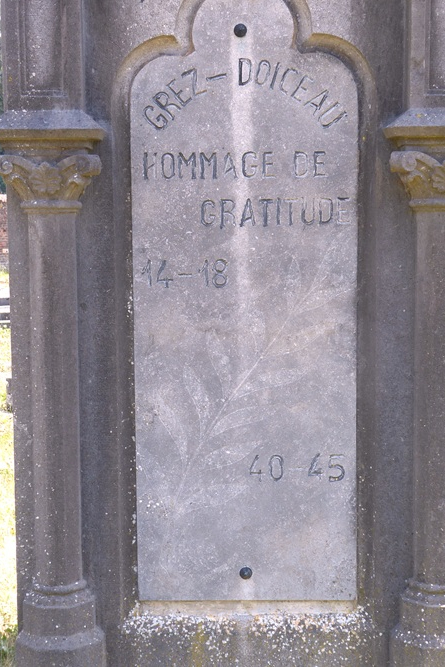 GREZ-DOICEAU
HOMMAGE DE
GRATITUDE
14-18
40-45